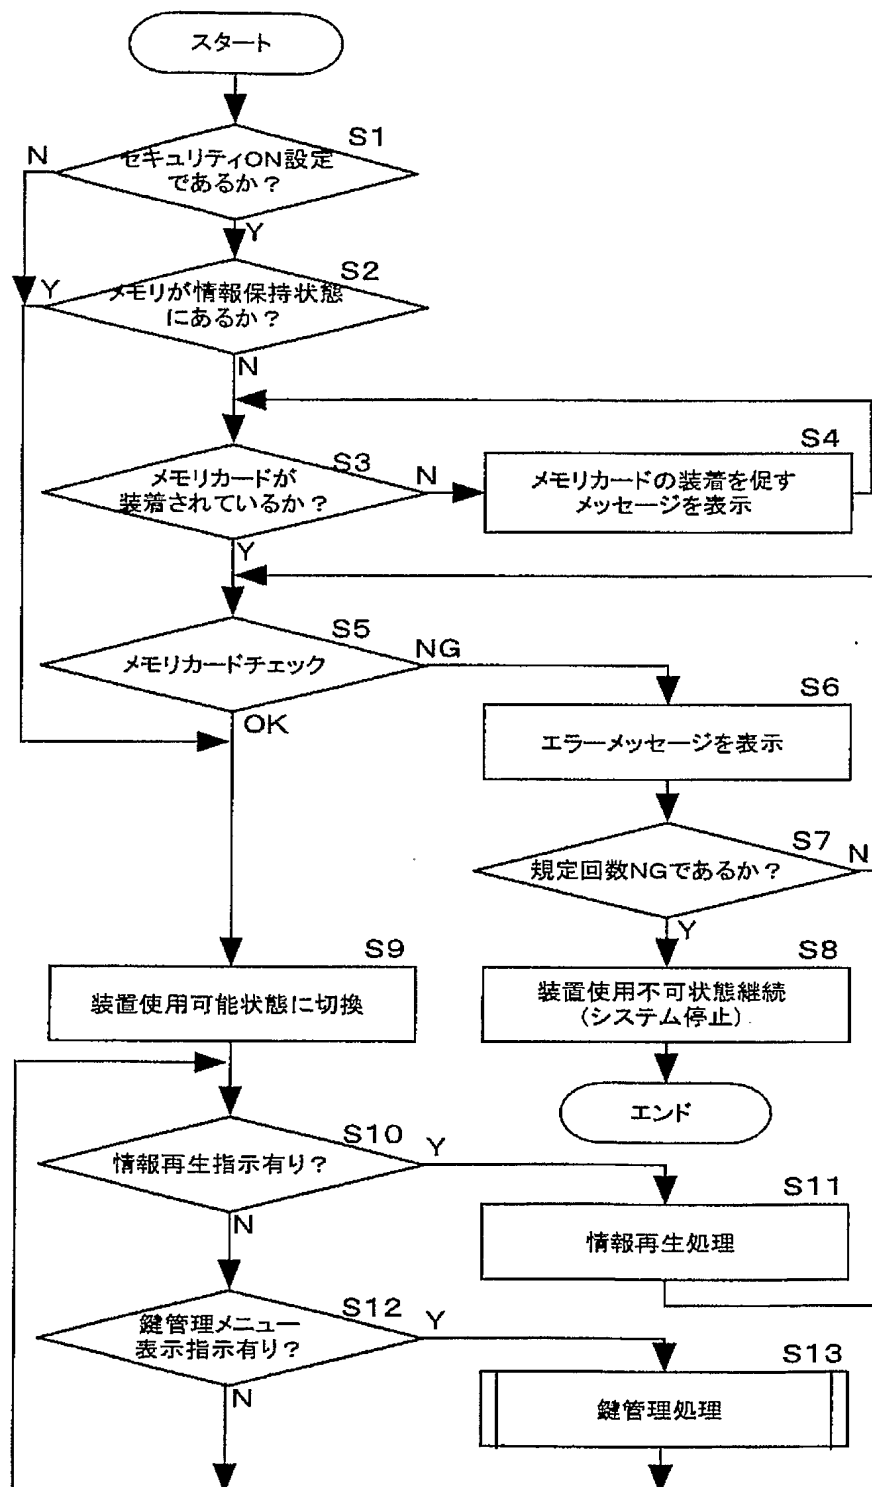 スタート
S1
N
セキュリティON設定
であるか？
Y
S2
Y
メモリが情報保持状態
にあるか？
N
S4
S3
メモリカードが
装着されているか？
N
メモリカードの装着を促す
メッセージを表示
Y
S5
NG
メモリカードチェック
S6
OK
エラーメッセージを表示
S7
N
規定回数NGであるか？
Y
S9
S8
装置使用可能状態に切換
装置使用不可状態継続
(システム停止)
エンド
S10
Y
情報再生指示有り？
S11
N
情報再生処理
S12
Y
鍵管理メニュー
表示指示有り？
S13
N
鍵管理処理